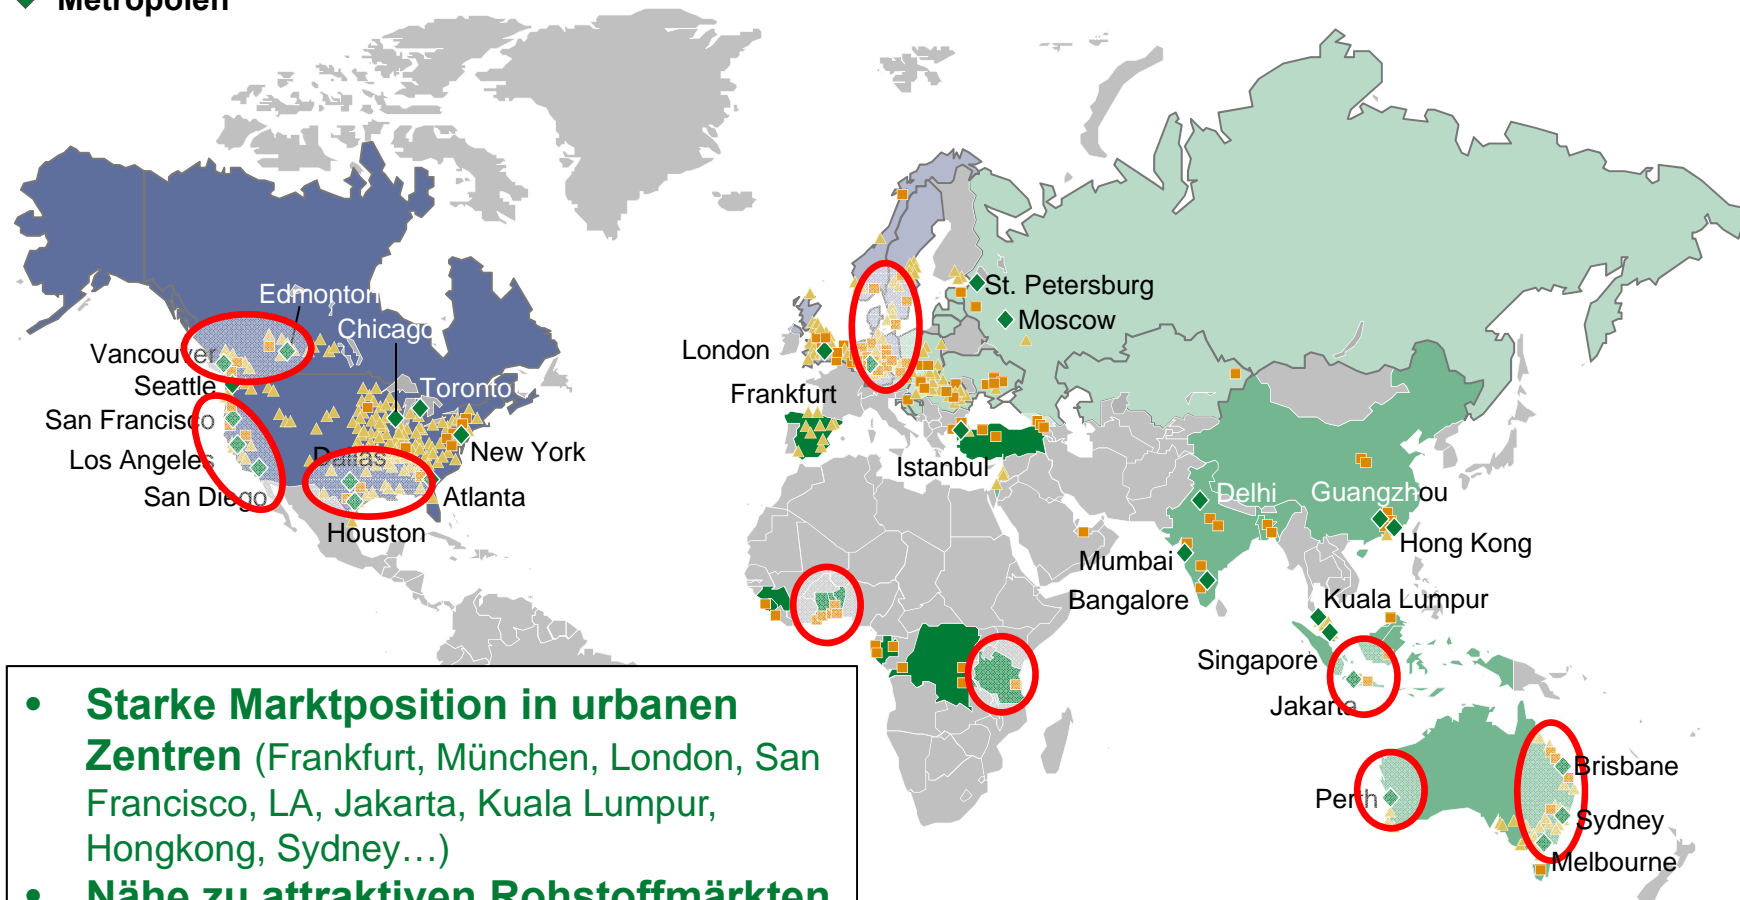 Metropolen
Edmonton
Chicago
Vancouver
Seattle
Toronto
San Francisco
Dallas
New York
Los Angeles
San Diego
Atlanta
Houston
St. Petersburg
Moscow
London
Frankfurt
Istanbul
Delhi
Guangzhou
Hong Kong
Mumbai
Bangalore
Kuala Lumpur
Singapore
Jakarta
Brisbane
Perth
Sydney
Melbourne
• Starke Marktposition in urbanen
Zentren (Frankfurt, München, London, San
Francisco, LA, Jakarta, Kuala Lumpur,
Hongkong, Sydney…)
• Nähe zu attraktiven Rohstoffmärkten